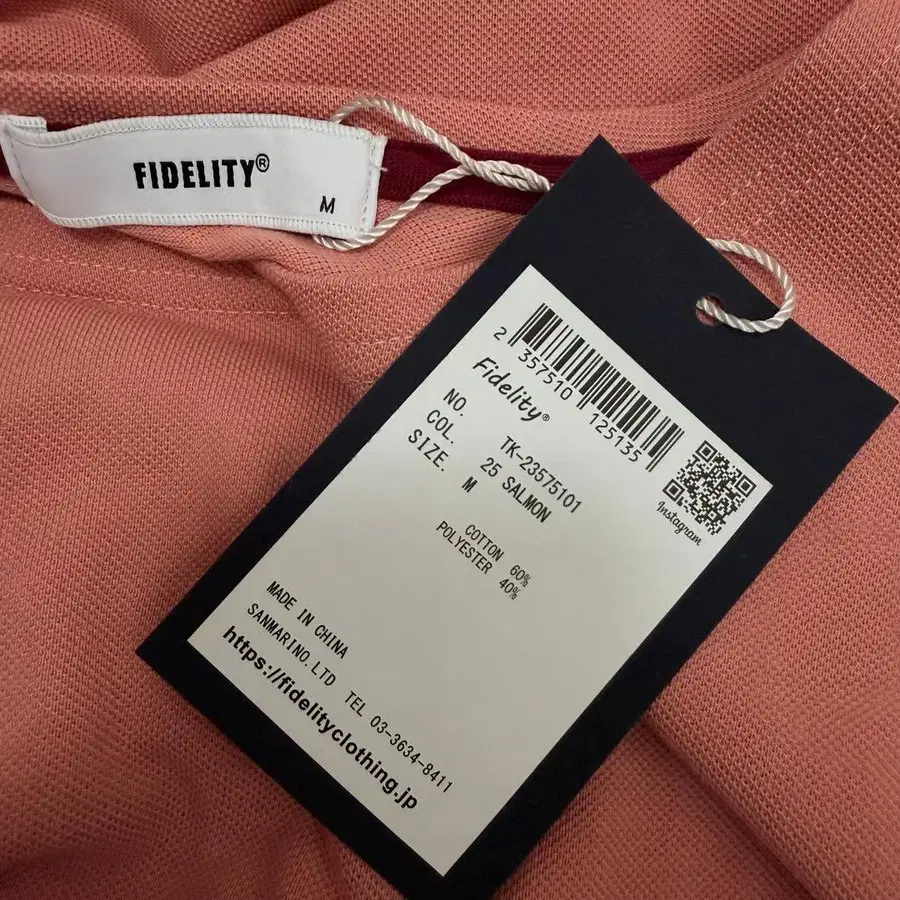 FIDELITY®
M
2 357510 125135
Fidelity®
Instagram
NO. TK-23575101
COL. 25 SALMON
SIZE. M
COTTON 60%
POLYESTER 40%
MADE IN CHINA
SANMARINO.LTD TEL 03-3634-8411
https://fidelityclothing.jp